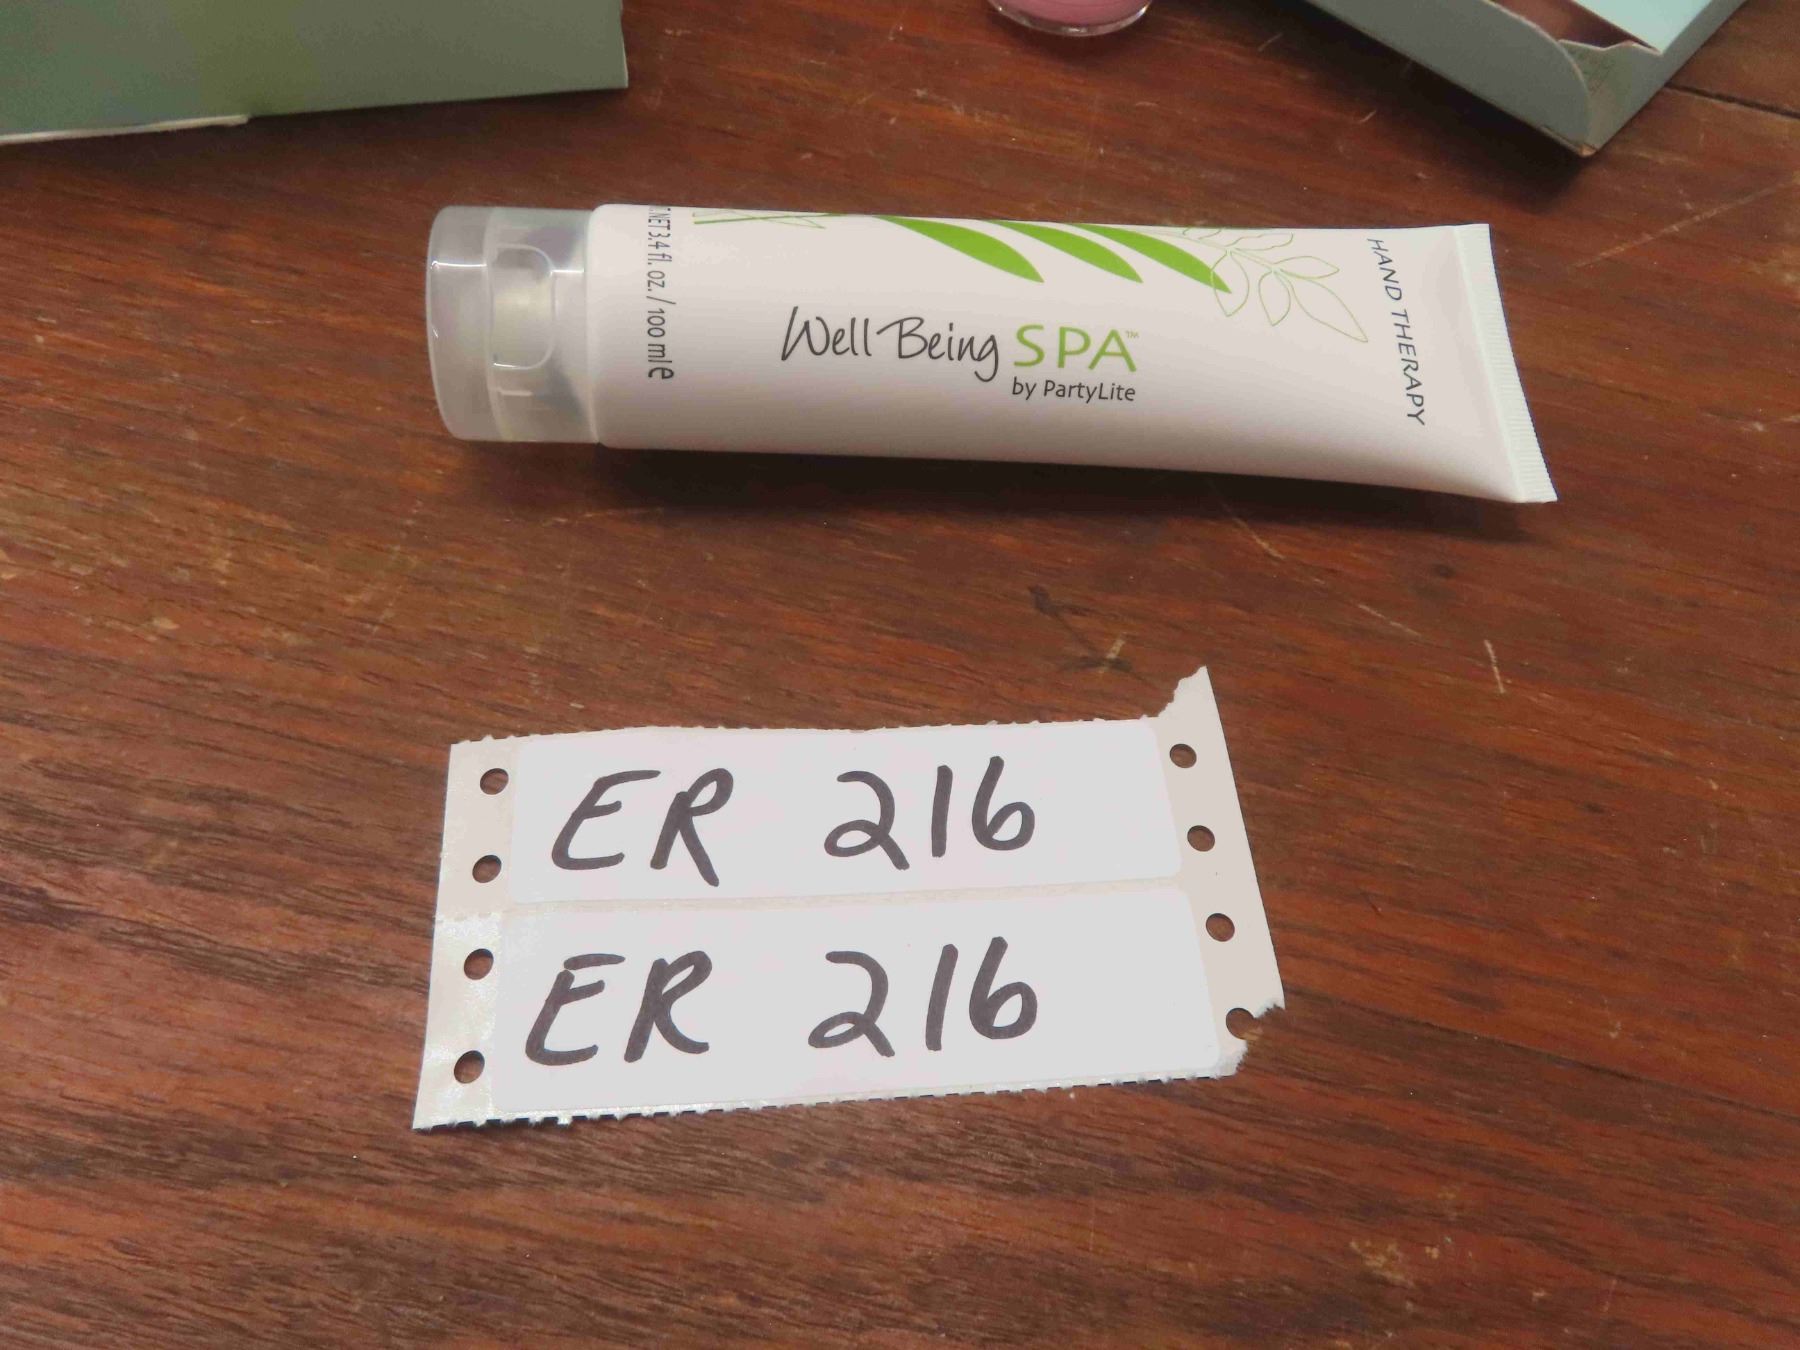 NET 3.4 fl. oz. / 100 ml e
Well Being SPA™
by PartyLite
HAND THERAPY
ER 216
ER 216